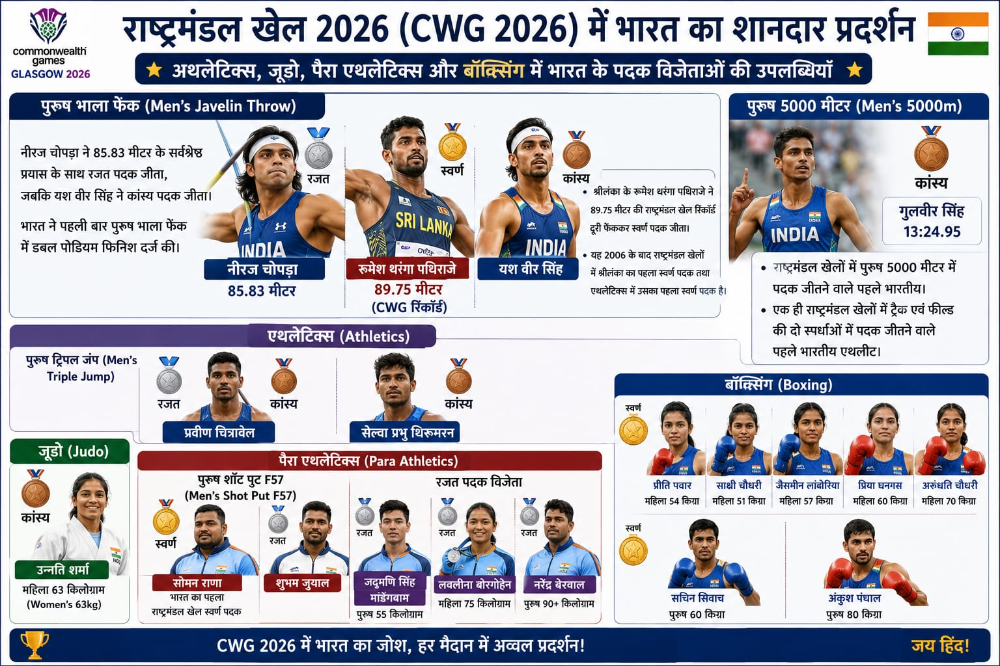 commonwealth
games
GLASGOW 2026
राष्ट्रमंडल खेल 2026 (CWG 2026) में भारत का शानदार प्रदर्शन
अथलेटिक्स, जूडो, पैरा एथलेटिक्स और बॉक्सिंग में भारत के पदक विजेताओं की उपलब्धियाँ
पुरूष भाला फेंक (Men's Javelin Throw)
नीरज चोपड़ा ने 85.83 मीटर के सर्वश्रेष्ठ
प्रयास के साथ रजत पदक जीता,
जबकि यश वीर सिंह ने कांस्य पदक जीता।
भारत ने पहली बार पुरूष भाला फेंक
में डबल पोडियम फिनिश दर्ज की।
रजत
INDIA
नीरज चोपड़ा
85.83 मीटर
स्वर्ण
SRI LANKA
रूमेश थरंगा पथिराजे
89.75 मीटर
(CWG रिकॉर्ड)
कांस्य
INDIA
यश वीर सिंह
• श्रीलंका के रूमेश थरंगा पथिराजे ने
89.75 मीटर की राष्ट्रमंडल खेल रिकॉर्ड
दूरी फेंककर स्वर्ण पदक जीता।
• यह 2006 के बाद राष्ट्रमंडल खेलों
में श्रीलंका का पहला स्वर्ण पदक तथा
एथलेटिक्स में उसका पहला स्वर्ण पदक है।
पुरुष 5000 मीटर (Men's 5000m)
INDIA
कांस्य
गुलवीर सिंह
13:24.95
• राष्ट्रमंडल खेलों में पुरुष 5000 मीटर में
पदक जीतने वाले पहले भारतीय।
• एक ही राष्ट्रमंडल खेलों में ट्रैक एवं फील्ड
की दो स्पर्धाओं में पदक जीतने वाले
पहले भारतीय एथलीट।
एथलेटिक्स (Athletics)
पुरुष ट्रिपल जंप (Men's
Triple Jump)
रजत
कांस्य
प्रवीण चित्रावेल
कांस्य
सेल्वा प्रभु थिरूमरन
जूडो (Judo)
कांस्य
उन्नति शर्मा
महिला 63 किलोग्राम
(Women's 63kg)
पैरा एथलेटिक्स (Para Athletics)
पुरूष शॉट पुट F57
(Men's Shot Put F57)
स्वर्ण
सोमन राणा
भारत का पहला
राष्ट्रमंडल खेल स्वर्ण पदक
रजत
शुभम जुयाल
रजत पदक विजेता
रजत
जदुमणि सिंह
मांडेंगबाम
पुरुष 55 किलोग्राम
रजत
लवलीना बोरगोहेन
महिला 75 किलोग्राम
रजत
नरेंद्र बेरवाल
पुरुष 90+ किलोग्राम
बॉक्सिंग (Boxing)
स्वर्ण
प्रीति पवार
महिला 54 किग्रा
साक्षी चौधरी
महिला 51 किग्रा
जैसमीन लांबोरिया
महिला 57 किग्रा
प्रिया घनगस
महिला 60 किग्रा
अरुंधति चौधरी
महिला 70 किग्रा
स्वर्ण
सचिन सिवाच
पुरुष 60 किग्रा
अंकुश पंघाल
पुरुष 80 किग्रा
CWG 2026 में भारत का जोश, हर मैदान में अव्वल प्रदर्शन!
जय हिंद!